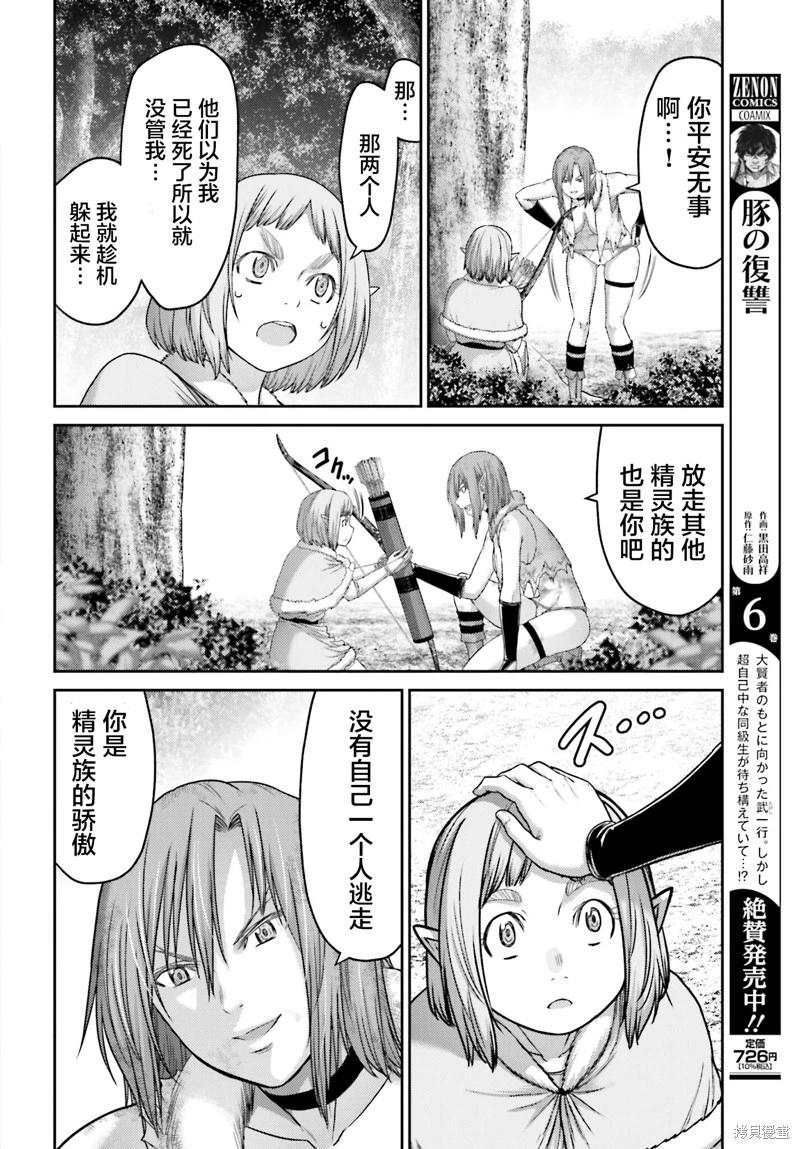 你平安无事
啊…！
那…
那两个人
他们以为我
已经死了所以就
没管我…
我就趁机
躲起来…
放走其他
精灵族的
也是你吧
クイッ
ス…
没有自己一个人逃走
你是
精灵族的骄傲
ZENON
COMICS
COAMIX
豚の復讐
作画：黒田高祥
原作：仁藤砂雨
第6巻
大賢者のもとに向かった武一行。しかし
超自己中な同級生が待ち構えていて…!?
絶賛発売中!!
定価
726円
[10%税込]
拷貝漫畫